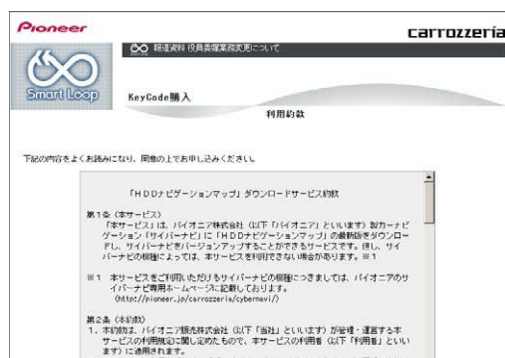 Pioneer
carrozzeria
報道資料 役員委嘱業務変更について
Smart Loop
KeyCode購入
利用約款
下記の内容をよくお読みになり、同意の上でお申し込みください。
「HDDナビゲーションマップ」ダウンロードサービス約款
第1条（本サービス）
「本サービス」は、パイオニア株式会社（以下「パイオニア」といいます）製カーナビ
ゲーション「サイバーナビ」に「HDDナビゲーションマップ」の最新版をダウンロー
ドし、サイバーナビをバージョンアップすることができるサービスです。但し、サイ
バーナビの機種によっては、本サービスを利用できない場合があります。※1
※1 本サービスをご利用いただけるサイバーナビの機種につきましては、パイオニアのサ
イバーナビ専用ホームページに記載しております。
(http://pioneer.jp/carrozzeria/cybernavi/)
第2条（本約款）
1. 本約款は、パイオニア販売株式会社（以下「当社」といいます）が管理・運営する本
サービスの利用規定に関し定めたもので、本サービスの利用者（以下「利用者」といい
ます）に適用されます。